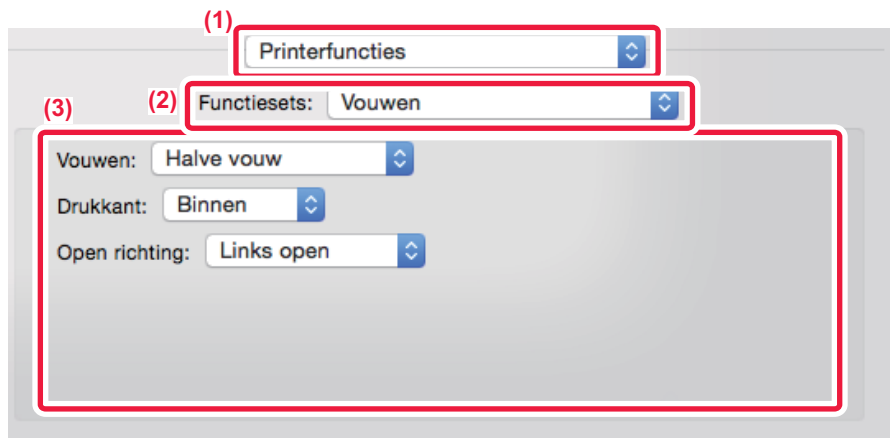 (1)
Printerfuncties
(2)
Functiesets: Vouwen
(3)
Vouwen: Halve vouw
Drukkant: Binnen
Open richting: Links open